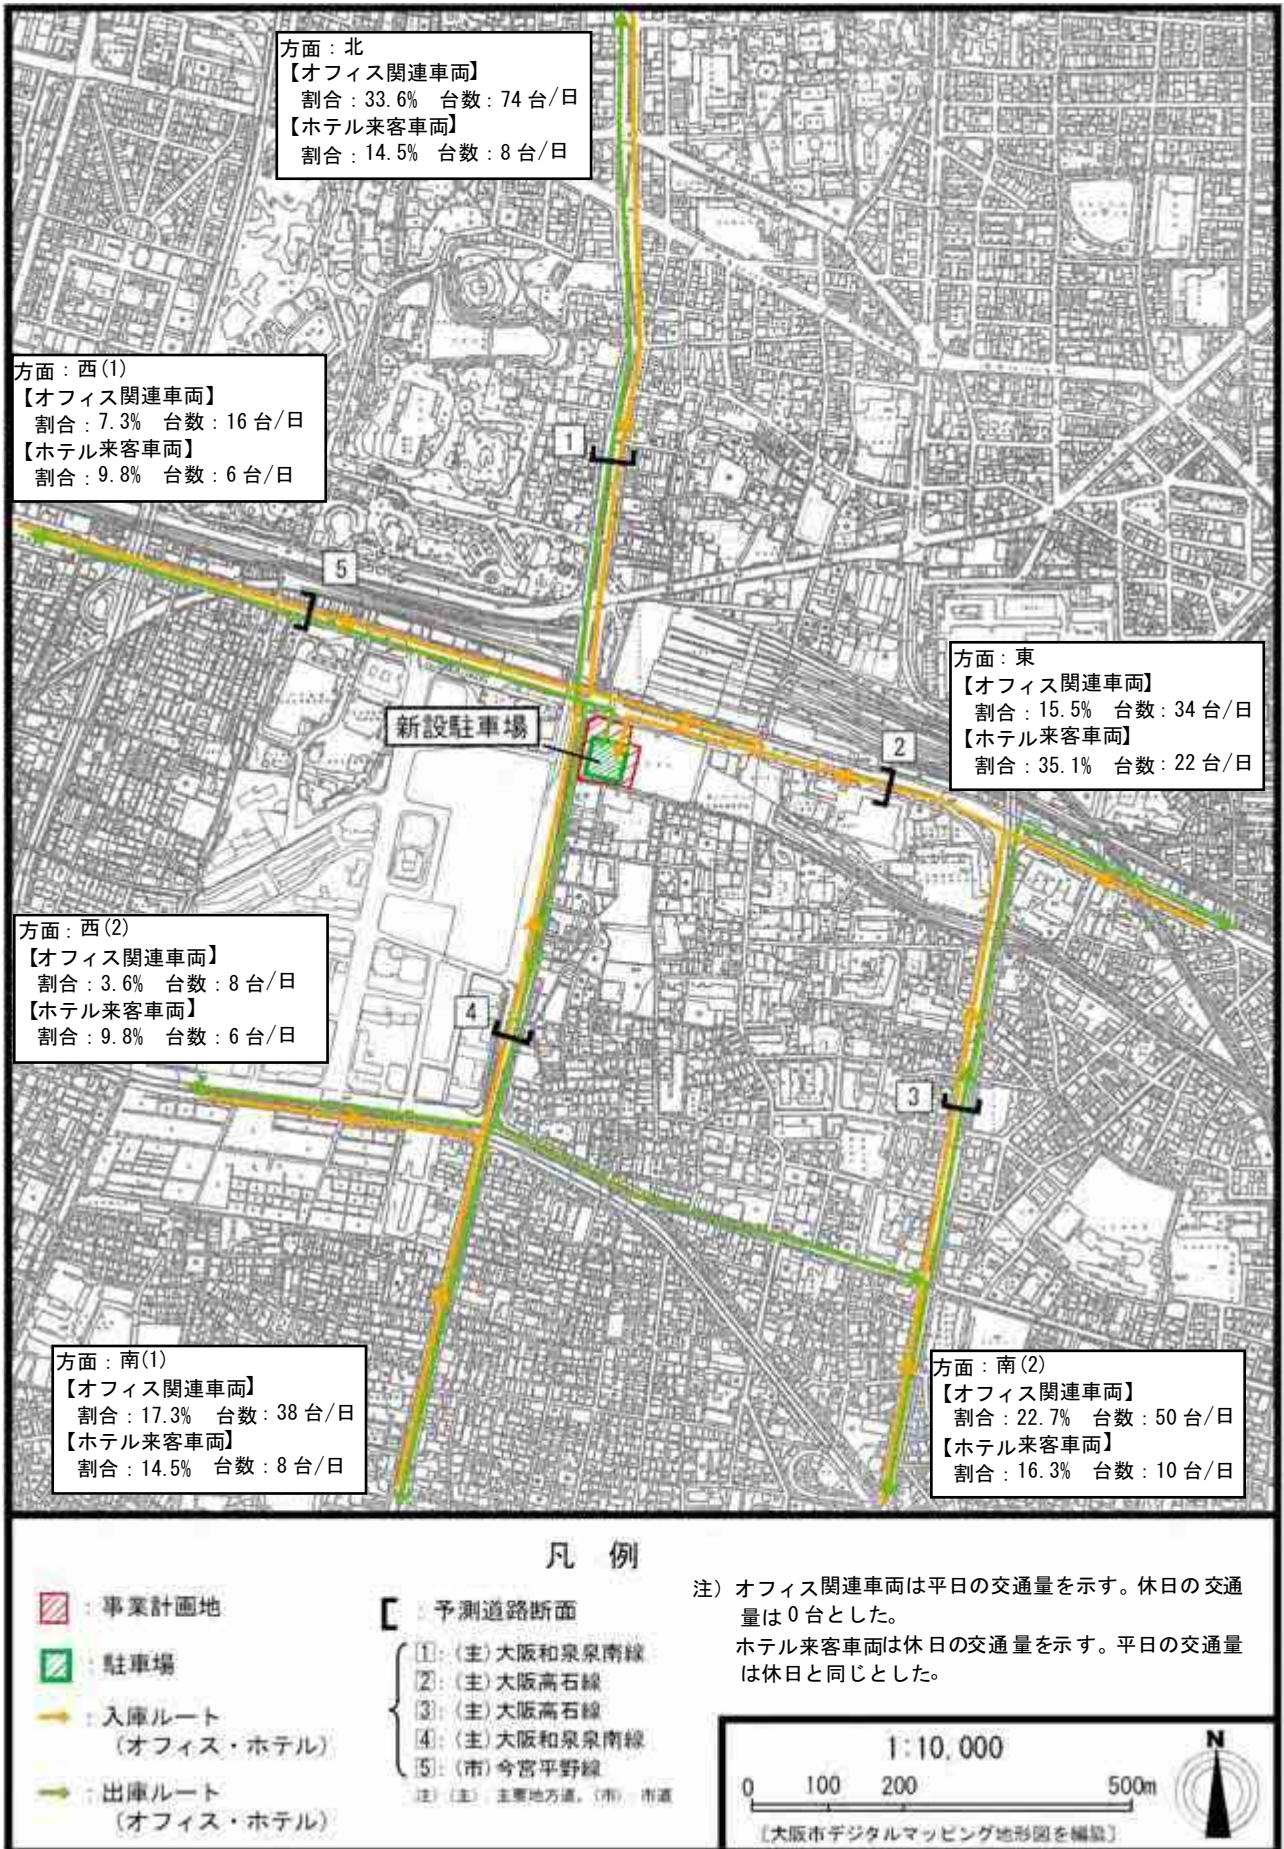 方面：北
【オフィス関連車両】
割合：33.6%　台数：74台/日
【ホテル来客車両】
割合：14.5%　台数：8台/日
方面：西(1)
【オフィス関連車両】
割合：7.3%　台数：16台/日
【ホテル来客車両】
割合：9.8%　台数：6台/日
1
5
方面：東
【オフィス関連車両】
割合：15.5%　台数：34台/日
【ホテル来客車両】
割合：35.1%　台数：22台/日
新設駐車場
2
方面：西(2)
【オフィス関連車両】
割合：3.6%　台数：8台/日
【ホテル来客車両】
割合：9.8%　台数：6台/日
4
3
方面：南(1)
【オフィス関連車両】
割合：17.3%　台数：38台/日
【ホテル来客車両】
割合：14.5%　台数：8台/日
方面：南(2)
【オフィス関連車両】
割合：22.7%　台数：50台/日
【ホテル来客車両】
割合：16.3%　台数：10台/日
凡　例
：事業計画地
：駐車場
：入庫ルート
（オフィス・ホテル）
：出庫ルート
（オフィス・ホテル）
：予測道路断面
1：(主)大阪和泉泉南線
2：(主)大阪高石線
3：(主)大阪高石線
4：(主)大阪和泉泉南線
5：(市)今宮平野線
注）(主)：主要地方道、(市)：市道
注）オフィス関連車両は平日の交通量を示す。休日の交通
量は0台とした。
ホテル来客車両は休日の交通量を示す。平日の交通量
は休日と同じとした。
1:10,000
N
0　100　200　500m
［大阪市デジタルマッピング地形図を編集］